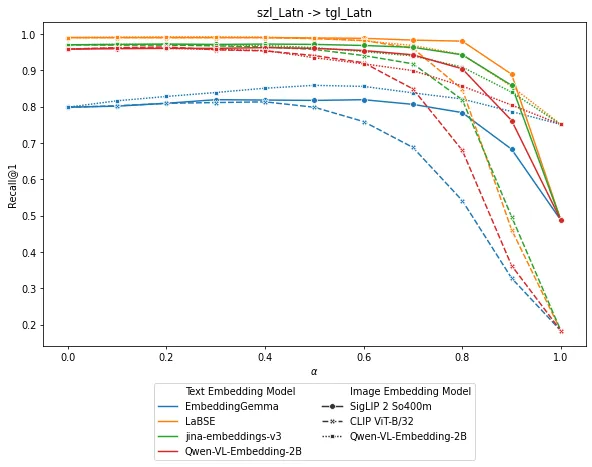 szl_Latn -> tgl_Latn
Recall@1
1.0
0.9
0.8
0.7
0.6
0.5
0.4
0.3
0.2
0.0 0.2 0.4 0.6 0.8 1.0
α
Text Embedding Model Image Embedding Model
EmbeddingGemma SigLIP 2 So400m
LaBSE CLIP ViT-B/32
jina-embeddings-v3 Qwen-VL-Embedding-2B
Qwen-VL-Embedding-2B